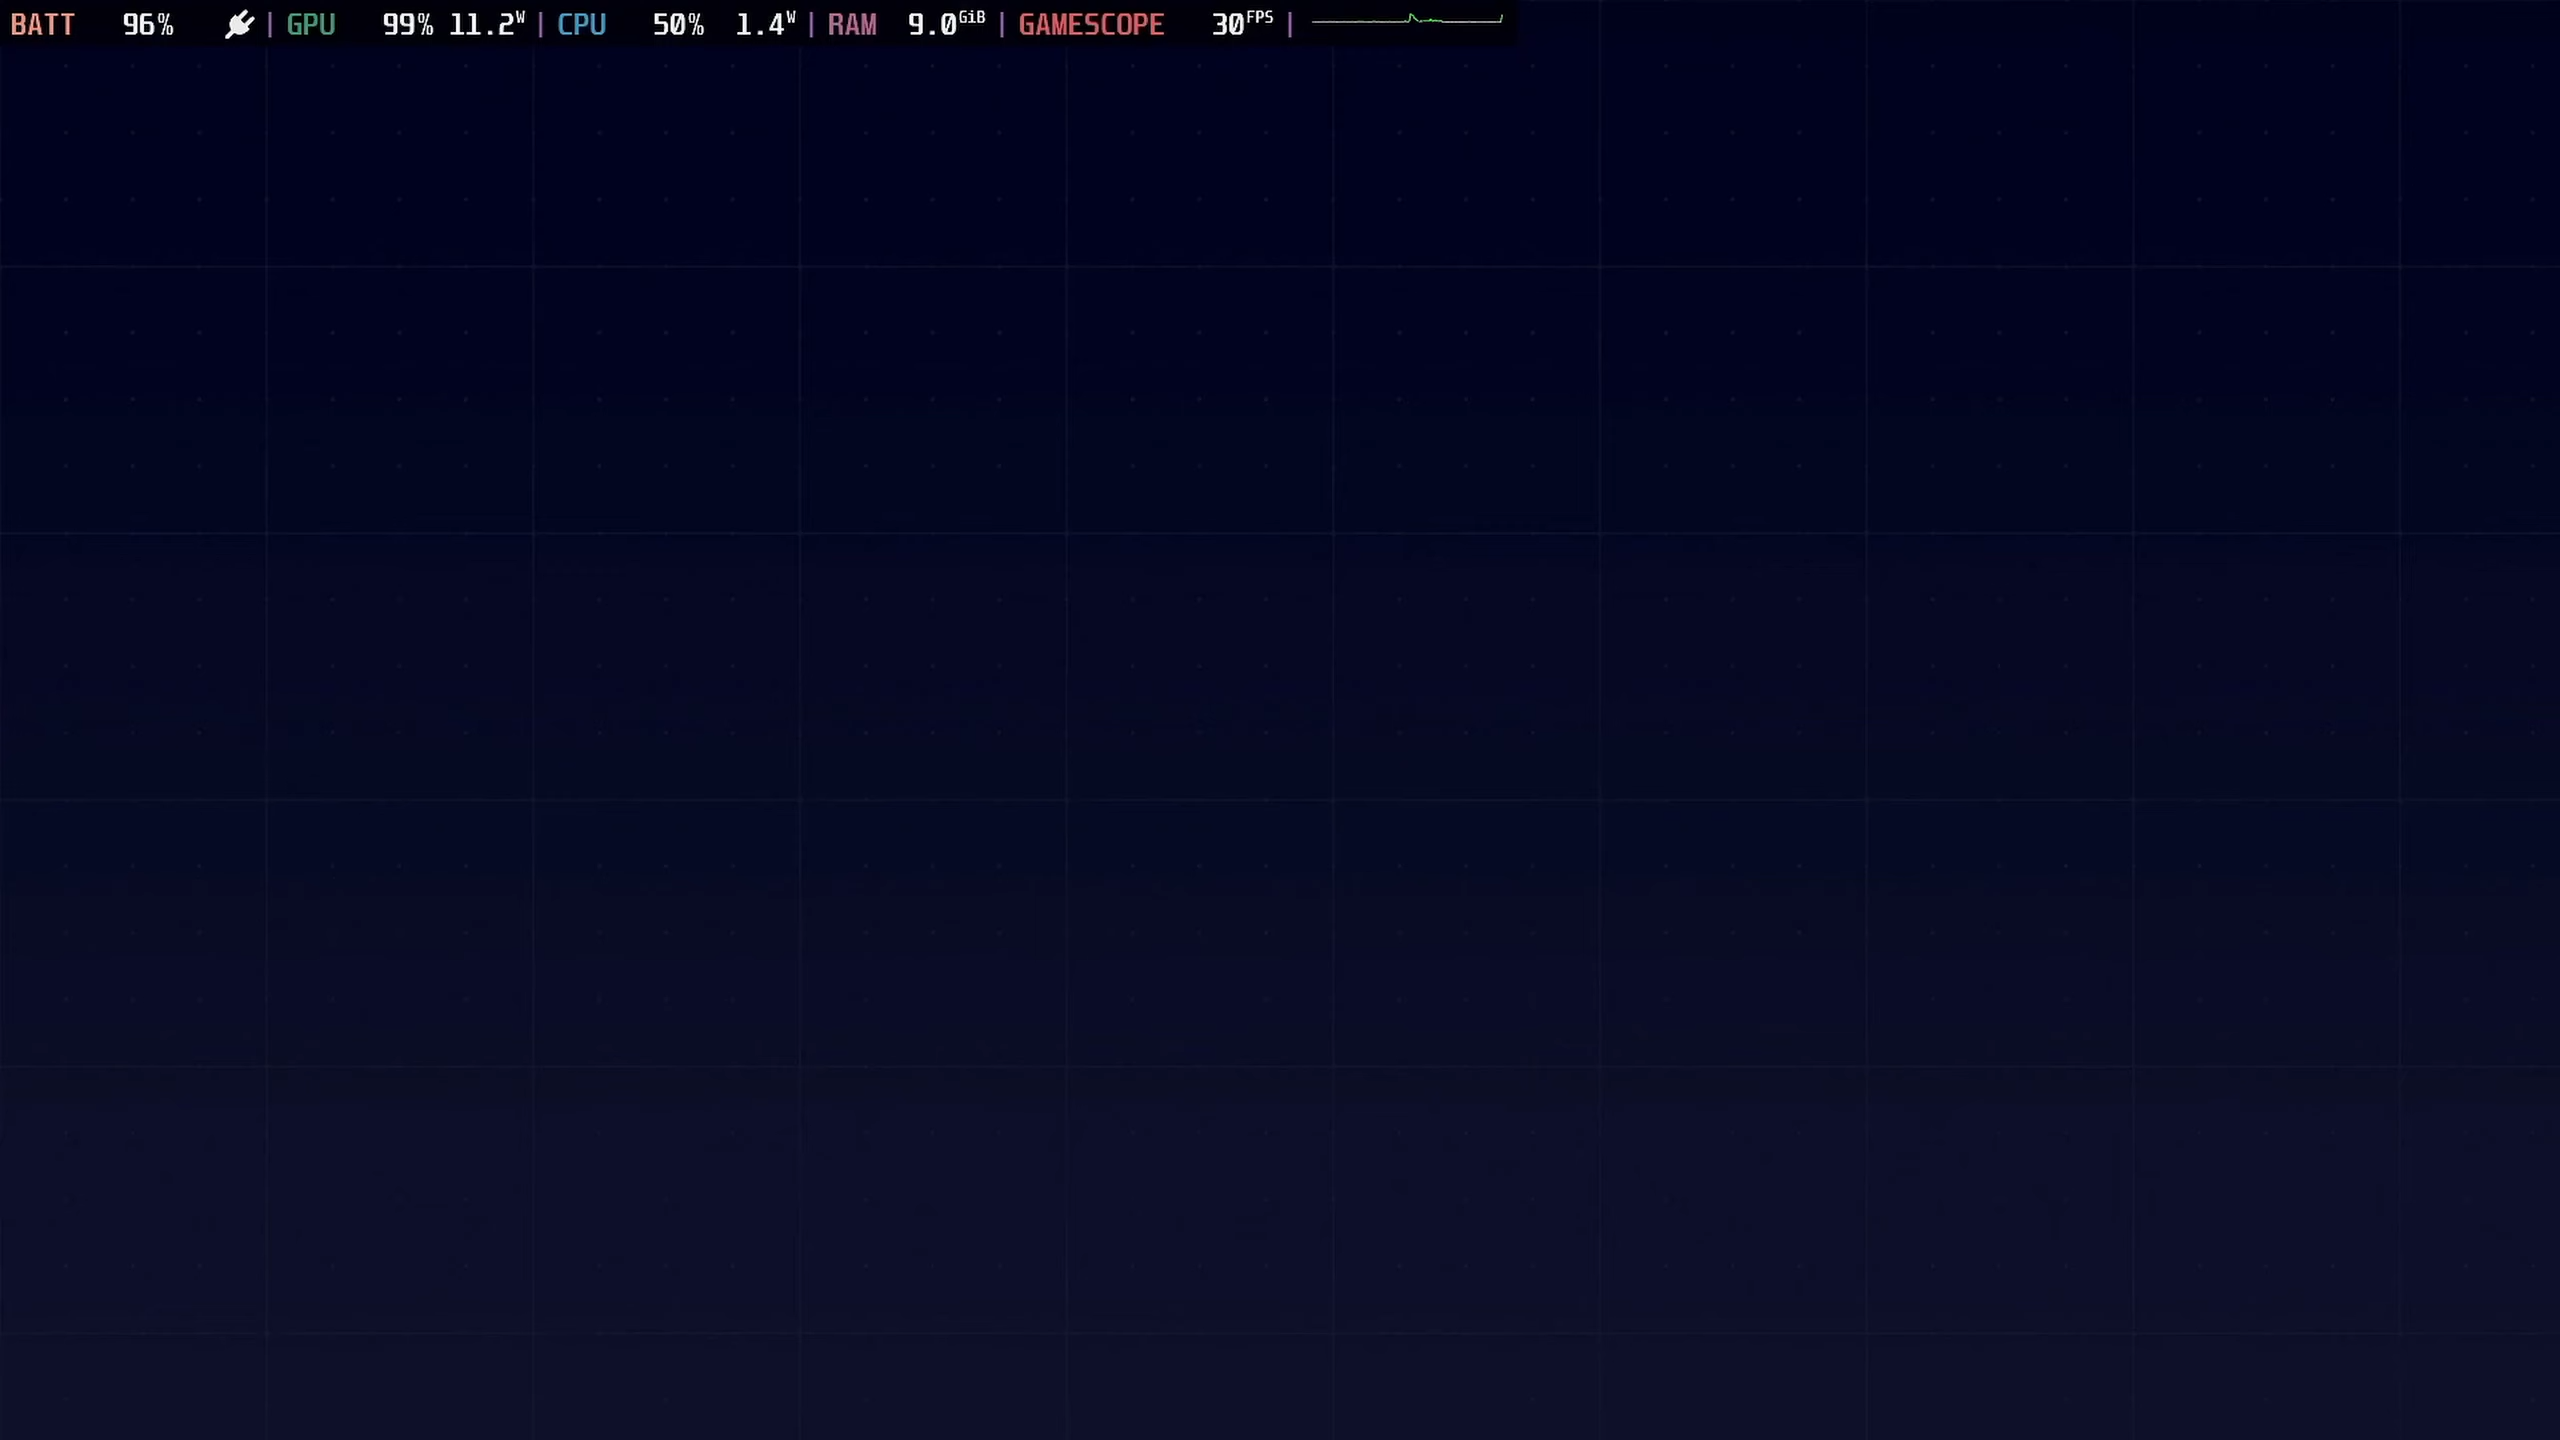 BATT 96% | GPU 99% 11.2W | CPU 50% 1.4W | RAM 9.0GiB | GAMESCOPE 30FPS |